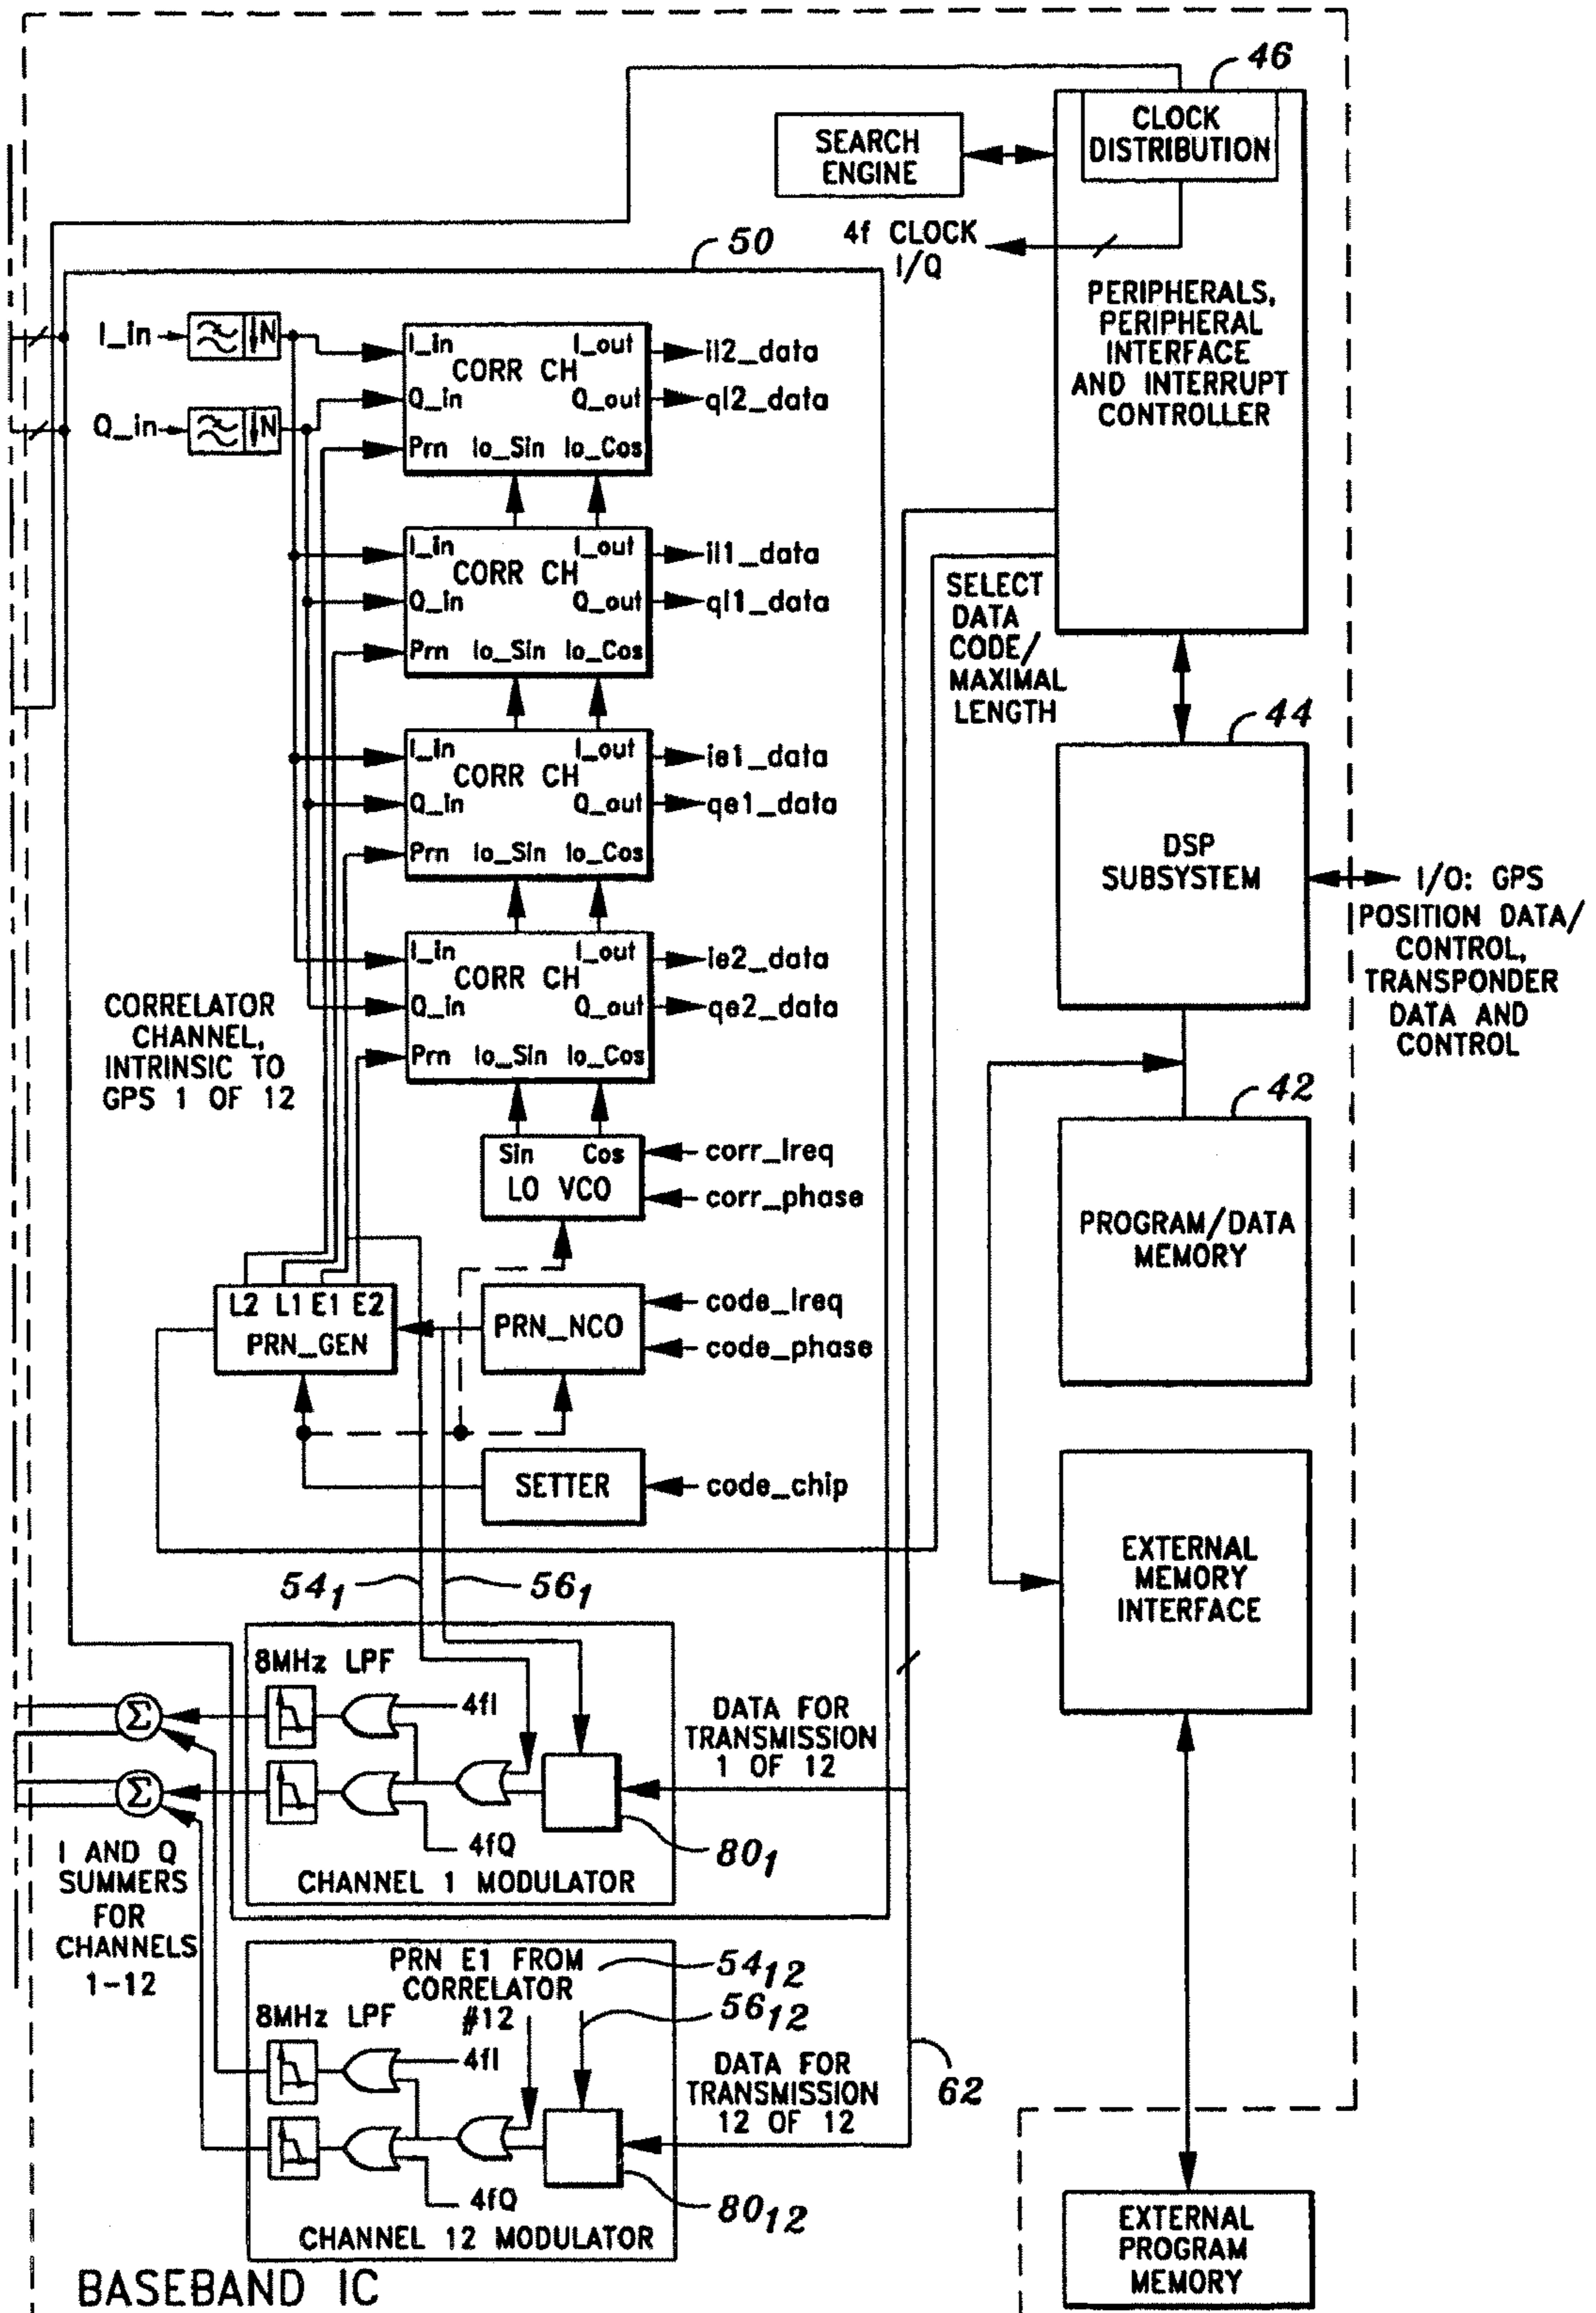 46
CLOCK
DISTRIBUTION
SEARCH
ENGINE
4f CLOCK
I/Q
PERIPHERALS,
PERIPHERAL
INTERFACE
AND INTERRUPT
CONTROLLER
50
I_in
↓N
Q_in
↓N
I_in I_out
CORR CH
Q_in Q_out
Prn lo_Sin lo_Cos
il2_data
ql2_data
I_in I_out
CORR CH
Q_in Q_out
Prn lo_Sin lo_Cos
il1_data
ql1_data
I_in I_out
CORR CH
Q_in Q_out
Prn lo_Sin lo_Cos
ie1_data
qe1_data
I_in I_out
CORR CH
Q_in Q_out
Prn lo_Sin lo_Cos
ie2_data
qe2_data
SELECT
DATA
CODE/
MAXIMAL
LENGTH
44
DSP
SUBSYSTEM
I/O: GPS
POSITION DATA/
CONTROL,
TRANSPONDER
DATA AND
CONTROL
CORRELATOR
CHANNEL,
INTRINSIC TO
GPS 1 OF 12
42
PROGRAM/DATA
MEMORY
Sin Cos
LO VCO
corr_freq
corr_phase
L2 L1 E1 E2
PRN_GEN
PRN_NCO
code_freq
code_phase
SETTER
code_chip
EXTERNAL
MEMORY
INTERFACE
54₁
56₁
8MHz LPF
4fI
Σ
Σ
4fQ
80₁
CHANNEL 1 MODULATOR
DATA FOR
TRANSMISSION
1 OF 12
I AND Q
SUMMERS
FOR
CHANNELS
1-12
PRN E1 FROM
CORRELATOR
#12
54₁₂
56₁₂
8MHz LPF
4fI
4fQ
80₁₂
CHANNEL 12 MODULATOR
DATA FOR
TRANSMISSION
12 OF 12
62
BASEBAND IC
EXTERNAL
PROGRAM
MEMORY